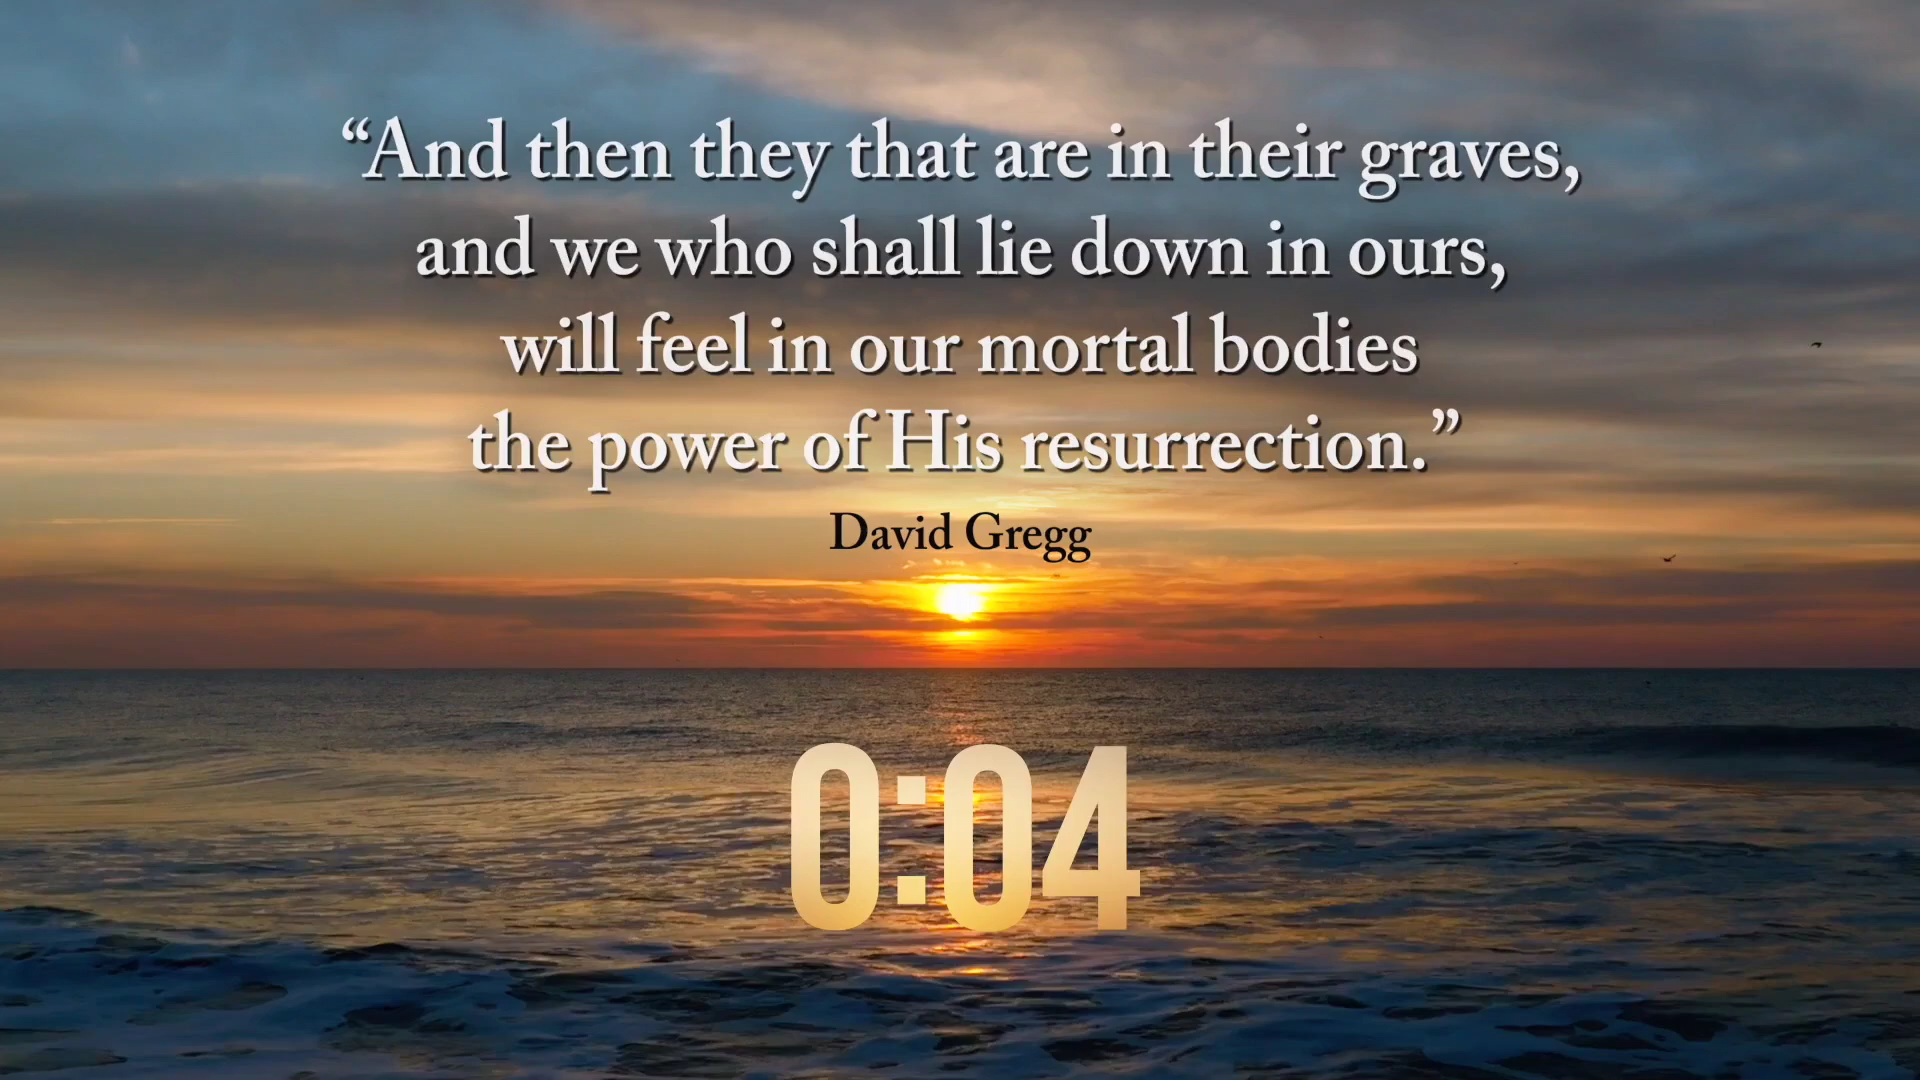 “And then they that are in their graves,
and we who shall lie down in ours,
will feel in our mortal bodies
the power of His resurrection.”
David Gregg
0:04